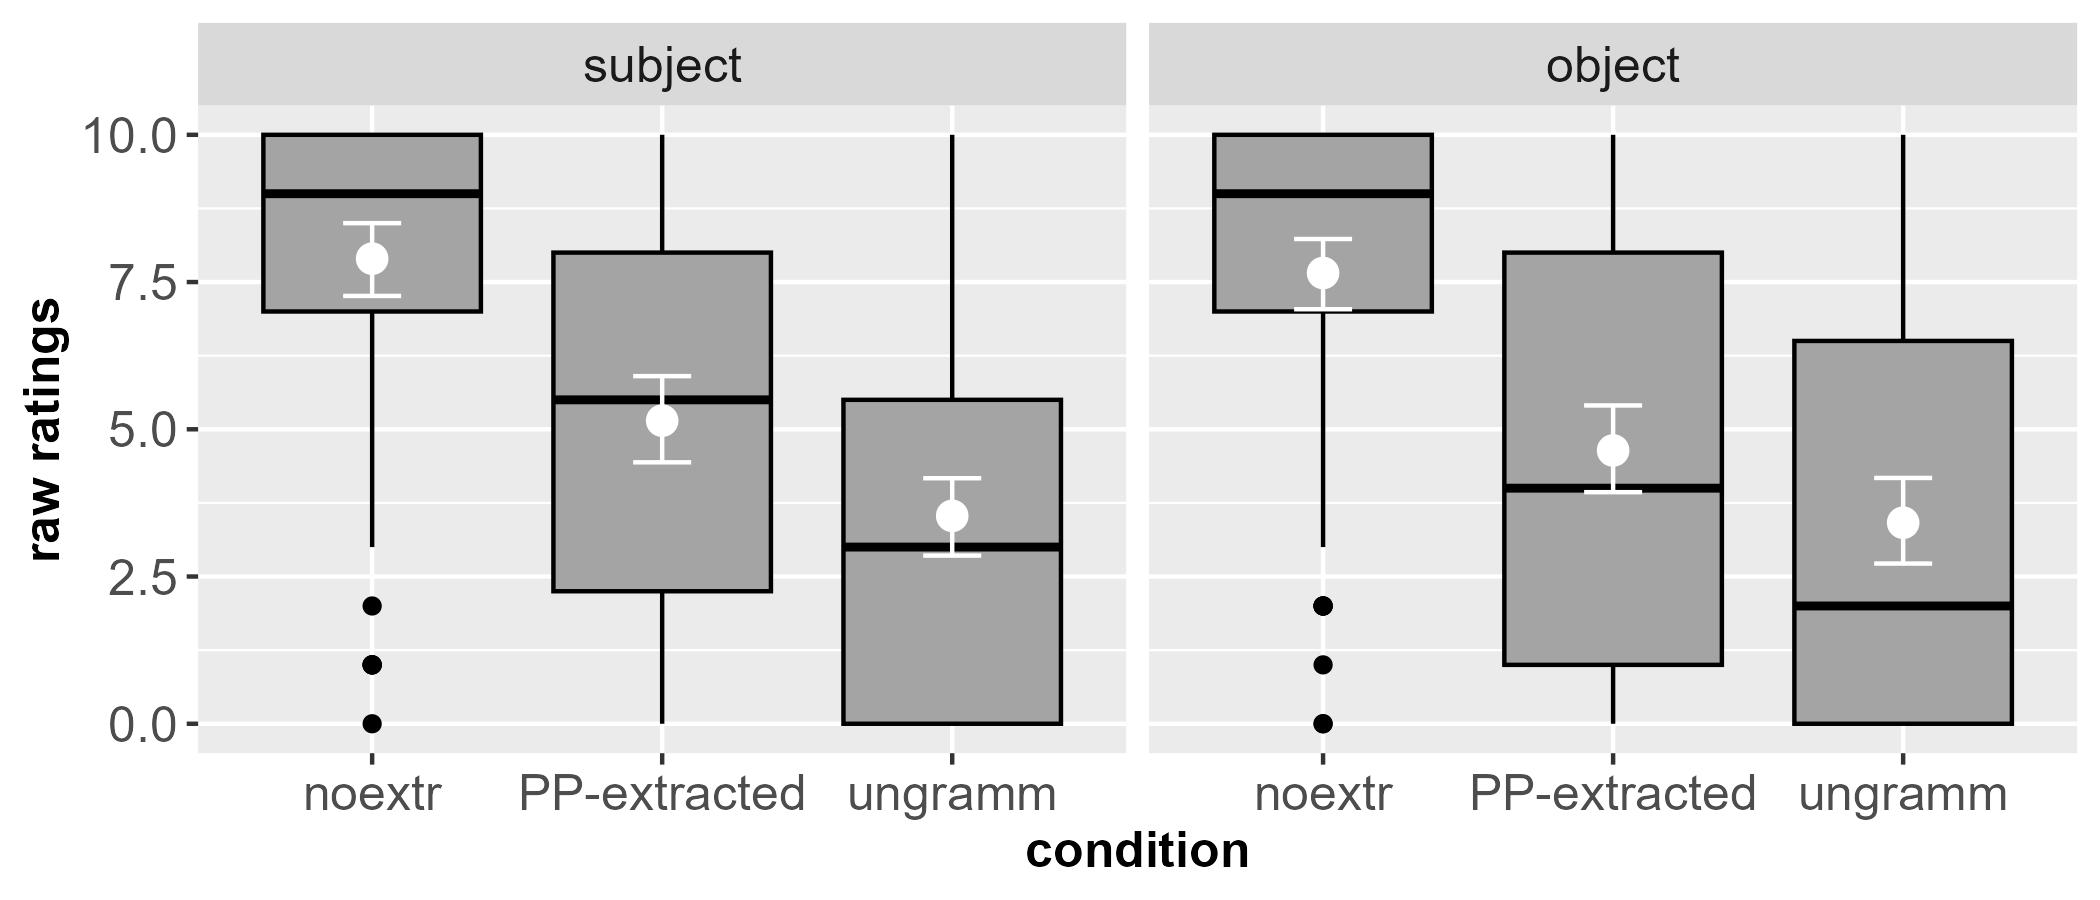 subject
object
10.0
7.5
5.0
2.5
0.0
raw ratings
noextr PP-extracted ungramm
noextr PP-extracted ungramm
condition